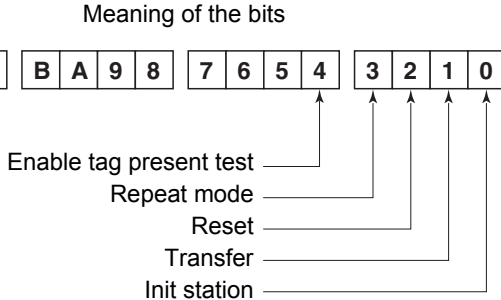 Meaning of the bits
B A 9 8 7 6 5 4 3 2 1 0
Enable tag present test
Repeat mode
Reset
Transfer
Init station